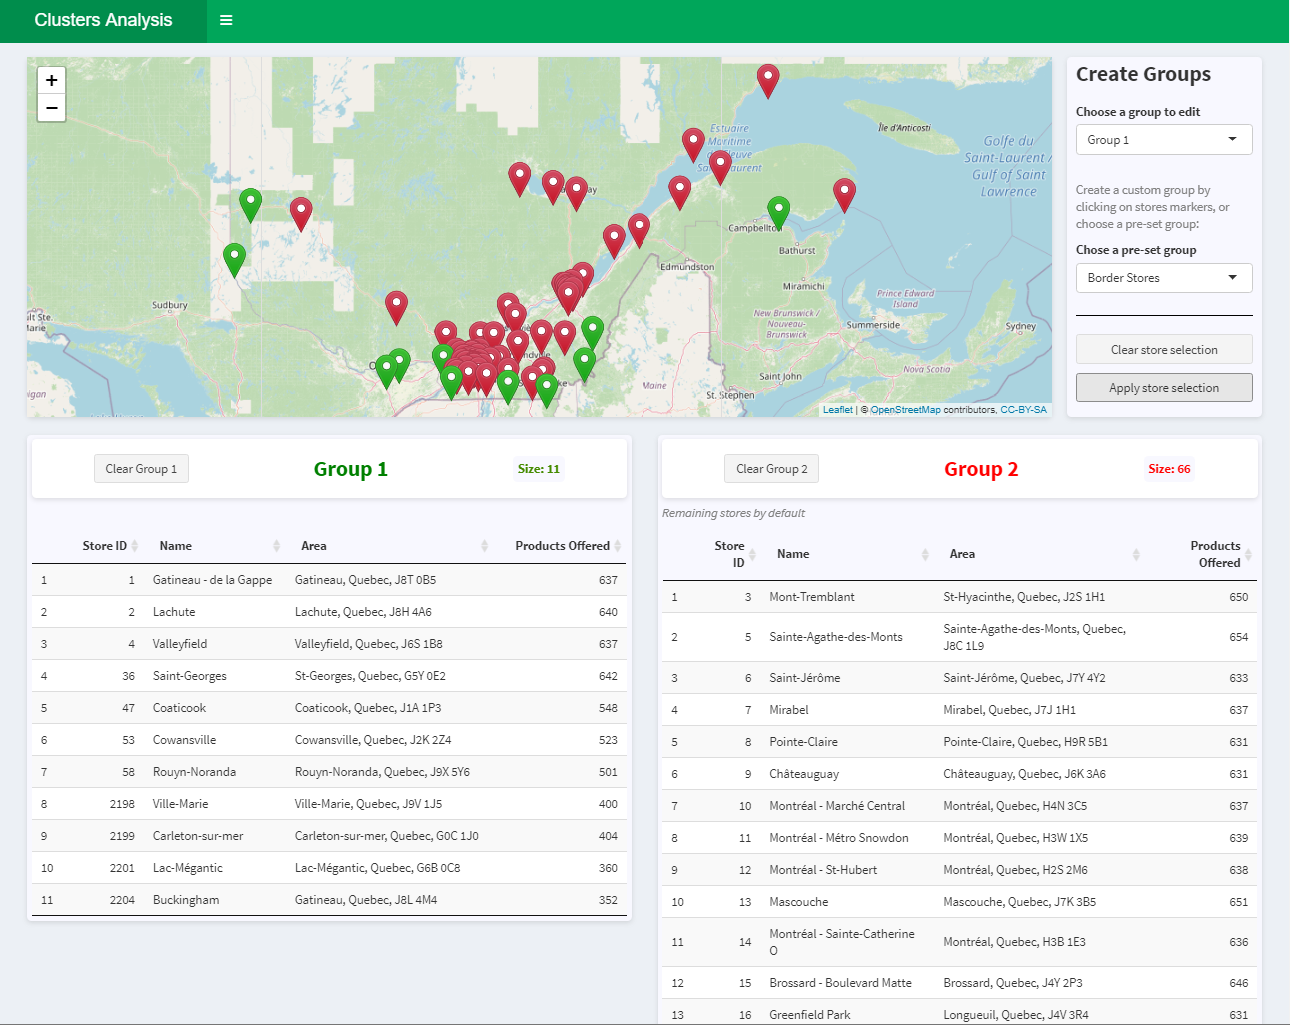 Clusters Analysis
+
−
Estuaire
Maritime
Saint-Laurent
Île d'Anticosti
Golfe du
Saint-Laurent /
Gulf of Saint
Lawrence
Campbellton
Bathurst
Edmundston
Miramichi
Prince Edward
Island
New Brunswick /
Nouveau-
Brunswick
Summerside
Sydney
Nova Scotia
Saint John
St. Stephen
Maine
Sudbury
Leaflet | © OpenStreetMap contributors, CC-BY-SA
Create Groups
Choose a group to edit
Group 1
Create a custom group by
clicking on stores markers, or
choose a pre-set group:
Chose a pre-set group
Border Stores
Clear store selection
Apply store selection
Clear Group 1 Group 1 Size: 11
Store ID Name Area Products Offered
1 1 Gatineau - de la Gappe Gatineau, Quebec, J8T 0B5 637
2 2 Lachute Lachute, Quebec, J8H 4A6 640
3 4 Valleyfield Valleyfield, Quebec, J6S 1B8 637
4 36 Saint-Georges St-Georges, Quebec, G5Y 0E2 642
5 47 Coaticook Coaticook, Quebec, J1A 1P3 548
6 53 Cowansville Cowansville, Quebec, J2K 2Z4 523
7 58 Rouyn-Noranda Rouyn-Noranda, Quebec, J9X 5Y6 501
8 2198 Ville-Marie Ville-Marie, Quebec, J9V 1J5 400
9 2199 Carleton-sur-mer Carleton-sur-mer, Quebec, G0C 1J0 404
10 2201 Lac-Mégantic Lac-Mégantic, Quebec, G6B 0C8 360
11 2204 Buckingham Gatineau, Quebec, J8L 4M4 352
Clear Group 2 Group 2 Size: 66
Remaining stores by default
Store
ID Name Area Products
Offered
1 3 Mont-Tremblant St-Hyacinthe, Quebec, J2S 1H1 650
2 5 Sainte-Agathe-des-Monts Sainte-Agathe-des-Monts, Quebec,
J8C 1L9 654
3 6 Saint-Jérôme Saint-Jérôme, Quebec, J7Y 4Y2 633
4 7 Mirabel Mirabel, Quebec, J7J 1H1 637
5 8 Pointe-Claire Pointe-Claire, Quebec, H9R 5B1 631
6 9 Châteauguay Châteauguay, Quebec, J6K 3A6 631
7 10 Montréal - Marché Central Montréal, Quebec, H4N 3C5 637
8 11 Montréal - Métro Snowdon Montréal, Quebec, H3W 1X5 639
9 12 Montréal - St-Hubert Montréal, Quebec, H2S 2M6 638
10 13 Mascouche Mascouche, Quebec, J7K 3B5 651
11 14 Montréal - Sainte-Catherine
O Montréal, Quebec, H3B 1E3 636
12 15 Brossard - Boulevard Matte Brossard, Quebec, J4Y 2P3 646
13 16 Greenfield Park Longueuil, Quebec, J4V 3R4 631